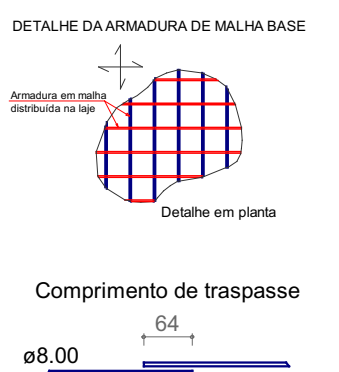 DETALHE DA ARMADURA DE MALHA BASE
Armadura em malha
distribuída na laje
Detalhe em planta
Comprimento de traspasse
64
ø8.00